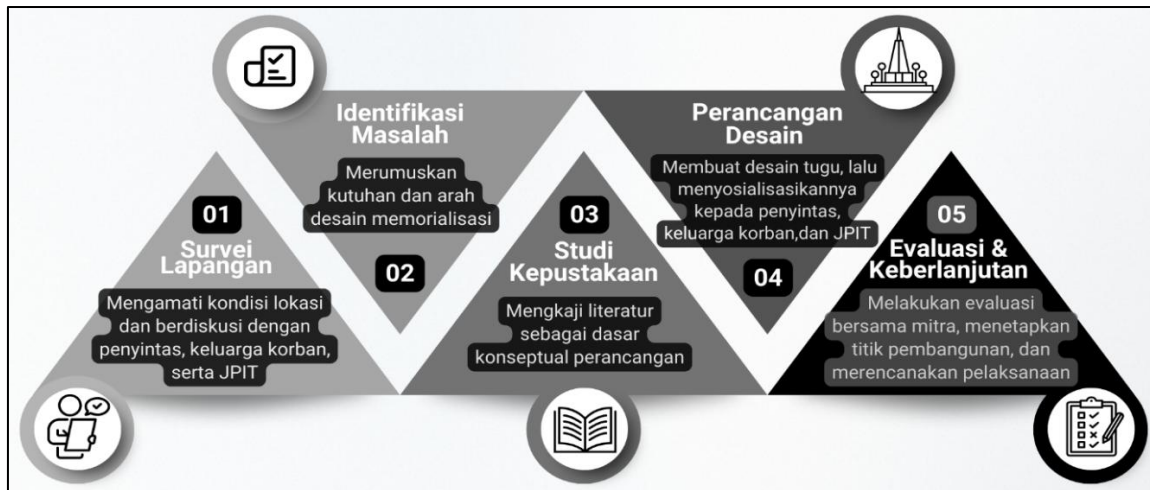 01
Survei
Lapangan
Mengamati kondisi lokasi
dan berdiskusi dengan
penyintas, keluarga korban,
serta JPIT
Identifikasi
Masalah
Merumuskan
kutuhan dan arah
desain memorialisasi
02
03
Studi
Kepustakaan
Mengkaji literatur
sebagai dasar
konseptual perancangan
Perancangan
Desain
Membuat desain tugu, lalu
menyosialisasikannya
kepada penyintas,
keluarga korban,dan JPIT
04
05
Evaluasi &
Keberlanjutan
Melakukan evaluasi
bersama mitra, menetapkan
titik pembangunan, dan
merencanakan pelaksanaan